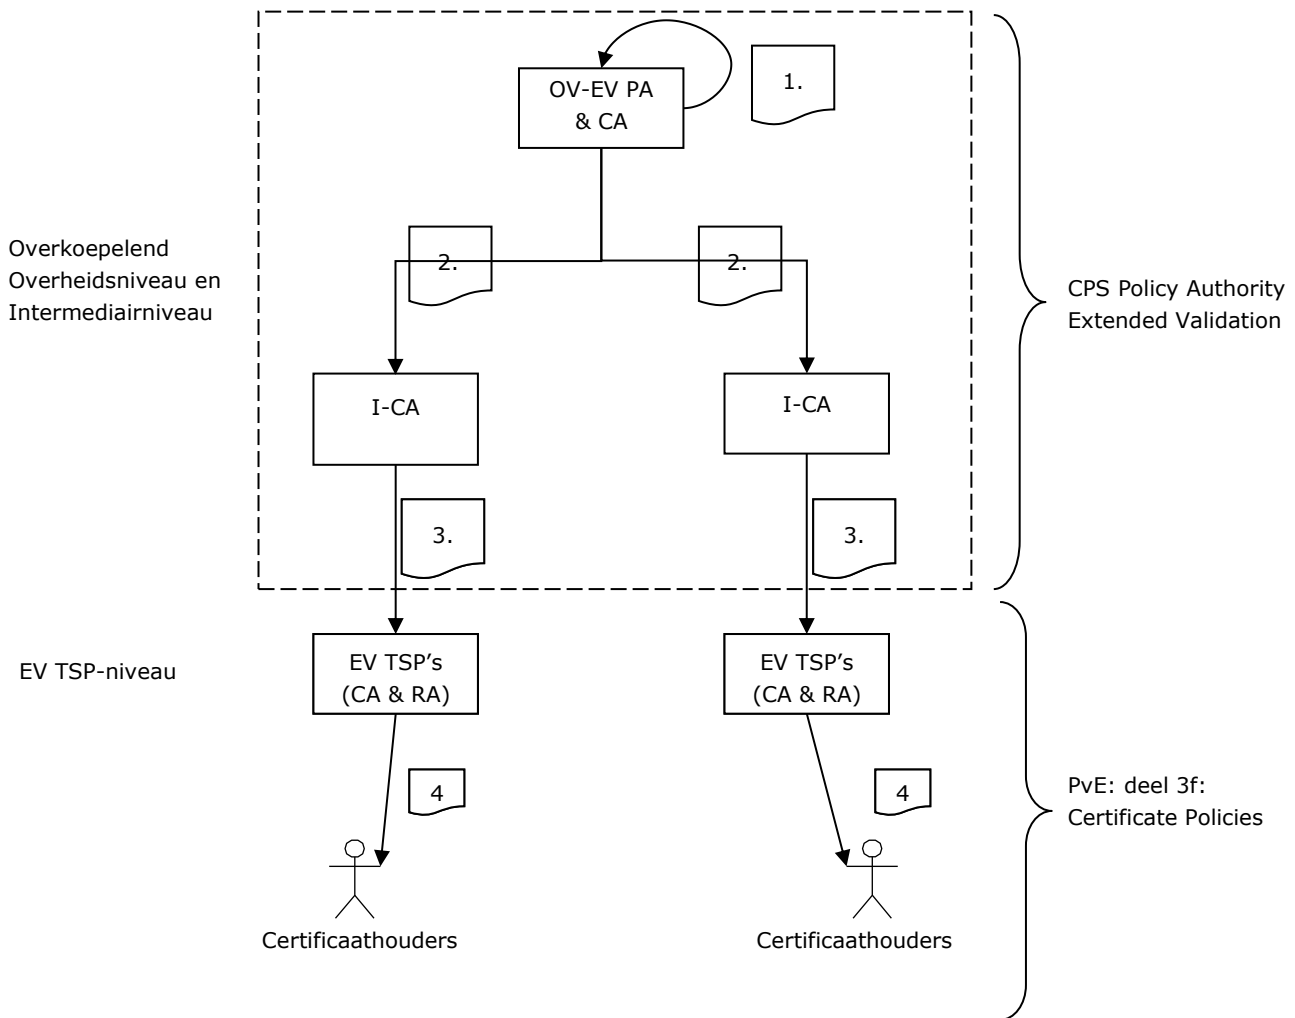 OV-EV PA
& CA
1.
Overkoepelend
Overheidsniveau en
Intermediairniveau
2.
2.
CPS Policy Authority
Extended Validation
I-CA
I-CA
3.
3.
EV TSP-niveau
EV TSP’s
(CA & RA)
EV TSP’s
(CA & RA)
4
4
PvE: deel 3f:
Certificate Policies
Certificaathouders
Certificaathouders